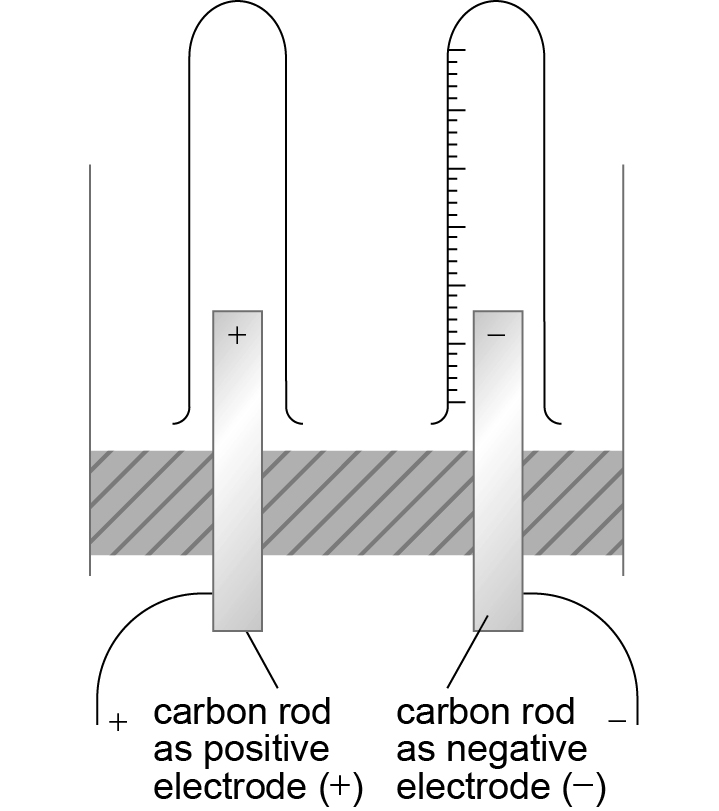 +
−
+
−
carbon rod
as positive
electrode (+)
carbon rod
as negative
electrode (−)